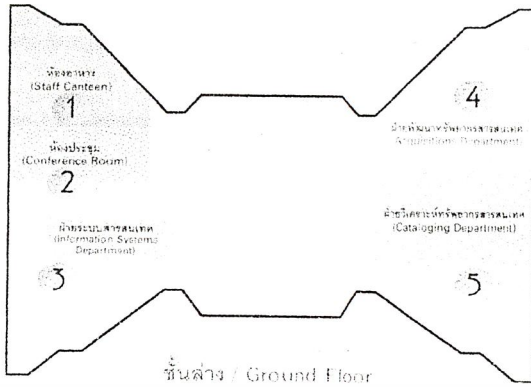 ห้องอาหาร
(Staff Canteen)
1
ห้องประชุม
(Conference Room)
2
ฝ่ายระบบสารสนเทศ
(Information Systems
Department)
3
4
ฝ่ายพัฒนาทรัพยากรสารสนเทศ
Acquisitions Department)
ฝ่ายวิเคราะห์ทรัพยากรสารสนเทศ
(Cataloging Department)
5
ชั้นล่าง / Ground Floor